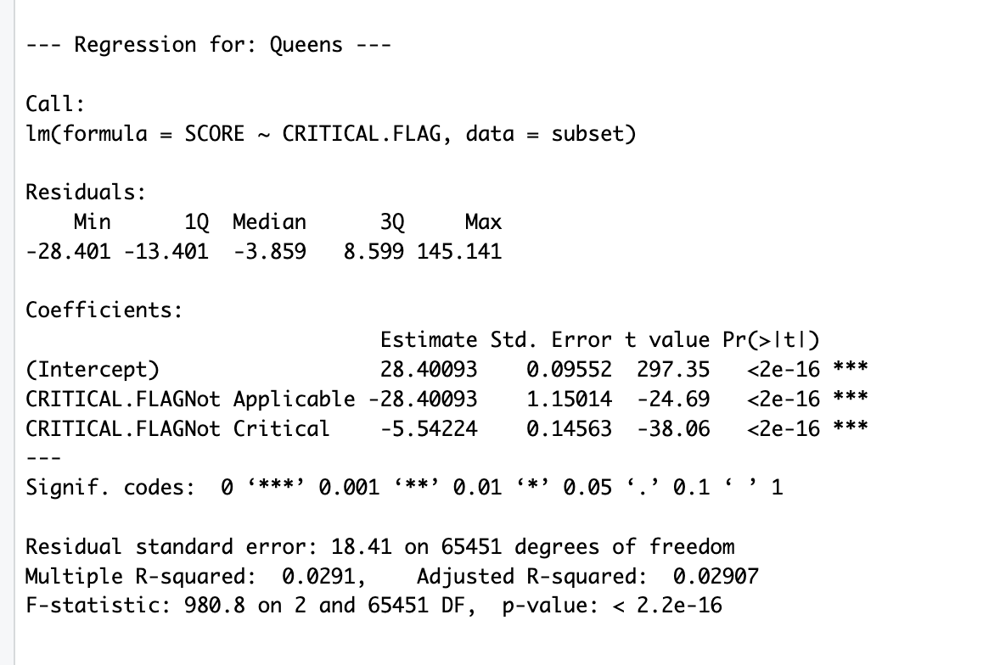 --- Regression for: Queens ---
Call:
lm(formula = SCORE ~ CRITICAL.FLAG, data = subset)
Residuals:
    Min      1Q  Median      3Q     Max
-28.401 -13.401  -3.859   8.599 145.141
Coefficients:
                             Estimate Std. Error t value Pr(>|t|)
(Intercept)                  28.40093    0.09552  297.35   <2e-16 ***
CRITICAL.FLAGNot Applicable -28.40093    1.15014  -24.69   <2e-16 ***
CRITICAL.FLAGNot Critical    -5.54224    0.14563  -38.06   <2e-16 ***
---
Signif. codes:  0 ‘***’ 0.001 ‘**’ 0.01 ‘*’ 0.05 ‘.’ 0.1 ‘ ’ 1
Residual standard error: 18.41 on 65451 degrees of freedom
Multiple R-squared:  0.0291,    Adjusted R-squared:  0.02907
F-statistic: 980.8 on 2 and 65451 DF,  p-value: < 2.2e-16